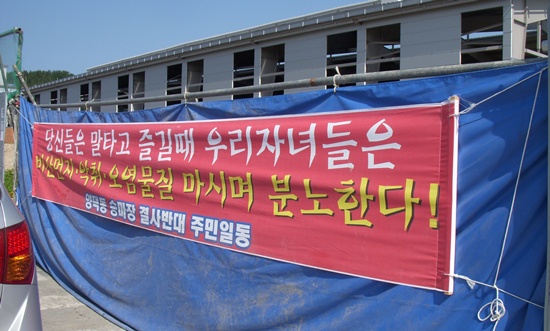 당신들은 말타고 즐길때 우리자녀들은
비산먼지·악취·오염물질 마시며 분노한다!
승마장 결사반대 주민일동